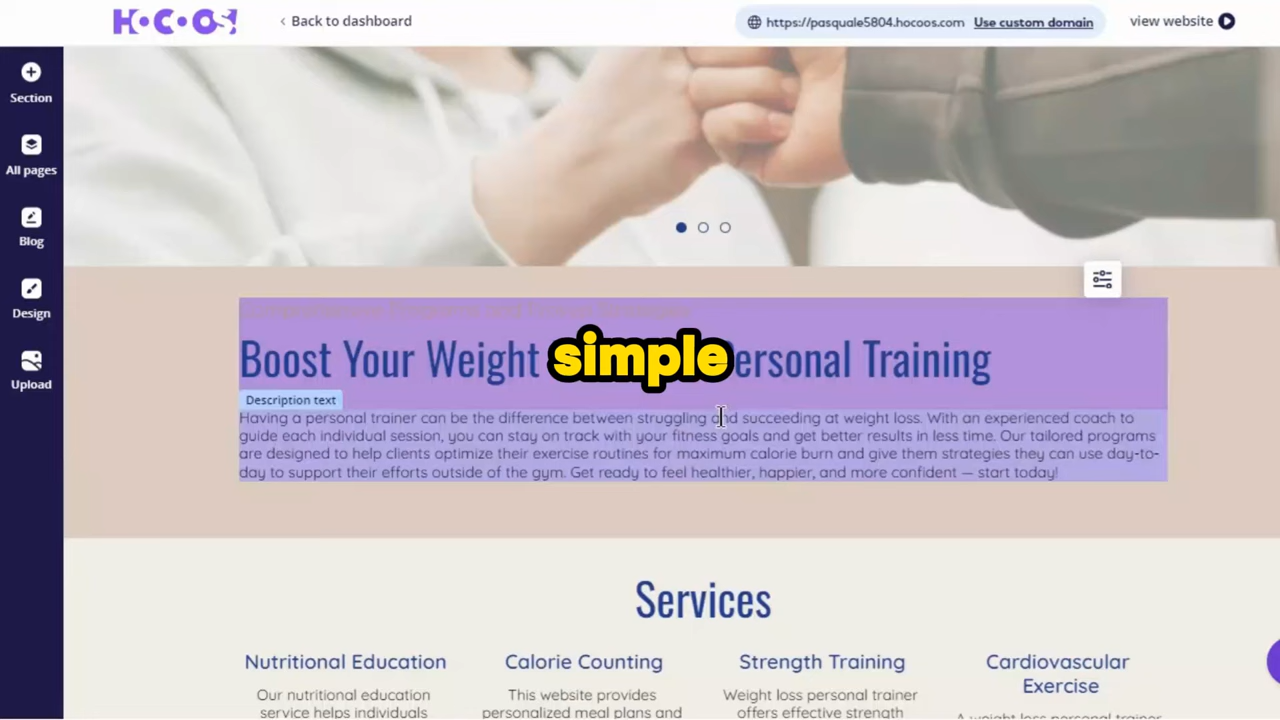 HOCOOS
Back to dashboard
https://pasquale5804.hocoos.com Use custom domain
view website
Section
All pages
Blog
Design
Upload
Boost Your Weight simple Personal Training
Description text
Having a personal trainer can be the difference between struggling and succeeding at weight loss. With an experienced coach to
guide each individual session, you can stay on track with your fitness goals and get better results in less time. Our tailored programs
are designed to help clients optimize their exercise routines for maximum calorie burn and give them strategies they can use day-to-
day to support their efforts outside of the gym. Get ready to feel healthier, happier, and more confident — start today!
Services
Nutritional Education
Calorie Counting
Strength Training
Cardiovascular
Exercise
Our nutritional education
service helps individuals
This website provides
personalized meal plans and
Weight loss personal trainer
offers effective strength
A weight loss personal trainer